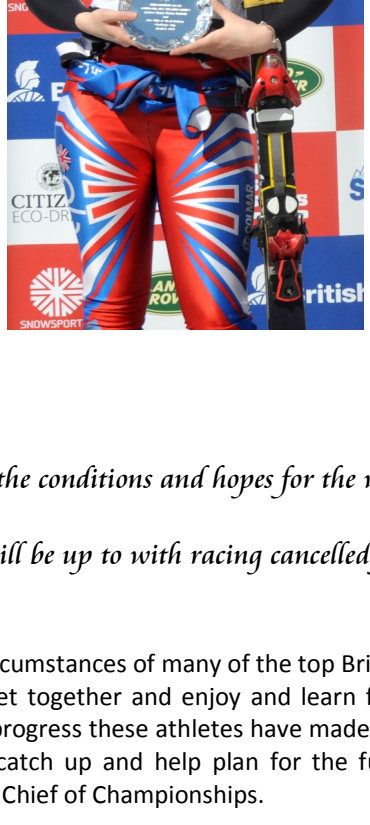 CITIZ
ECO-DR
COLMAR
SNOWSPORT
ritish
the conditions and hopes for the
ill be up to with racing cancelled
cumstances of many of the top Bri
et together and enjoy and learn f
progress these athletes have made
catch up and help plan for the fu
Chief of Championships.